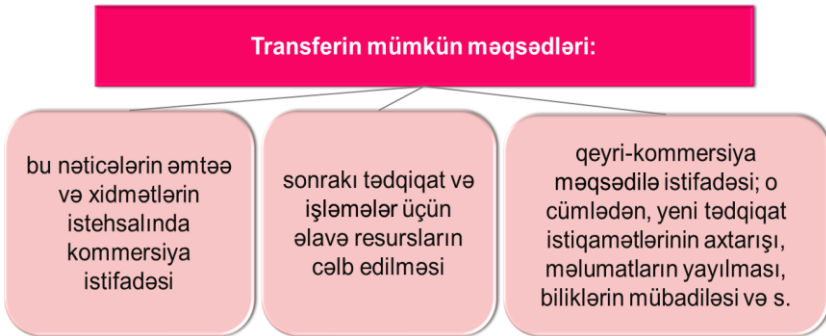 Transferin mümkün məqsədləri:
bu nəticələrin əmtəə
və xidmətlərin
istehsalında
kommersiya
istifadəsi
sonrakı tədqiqat və
işləmələr üçün
əlavə resursların
cəlb edilməsi
qeyri-kommersiya
məqsədilə istifadəsi; o
cümlədən, yeni tədqiqat
istiqamətlərinin axtarışı,
məlumatların yayılması,
biliklərin mübadiləsi və s.